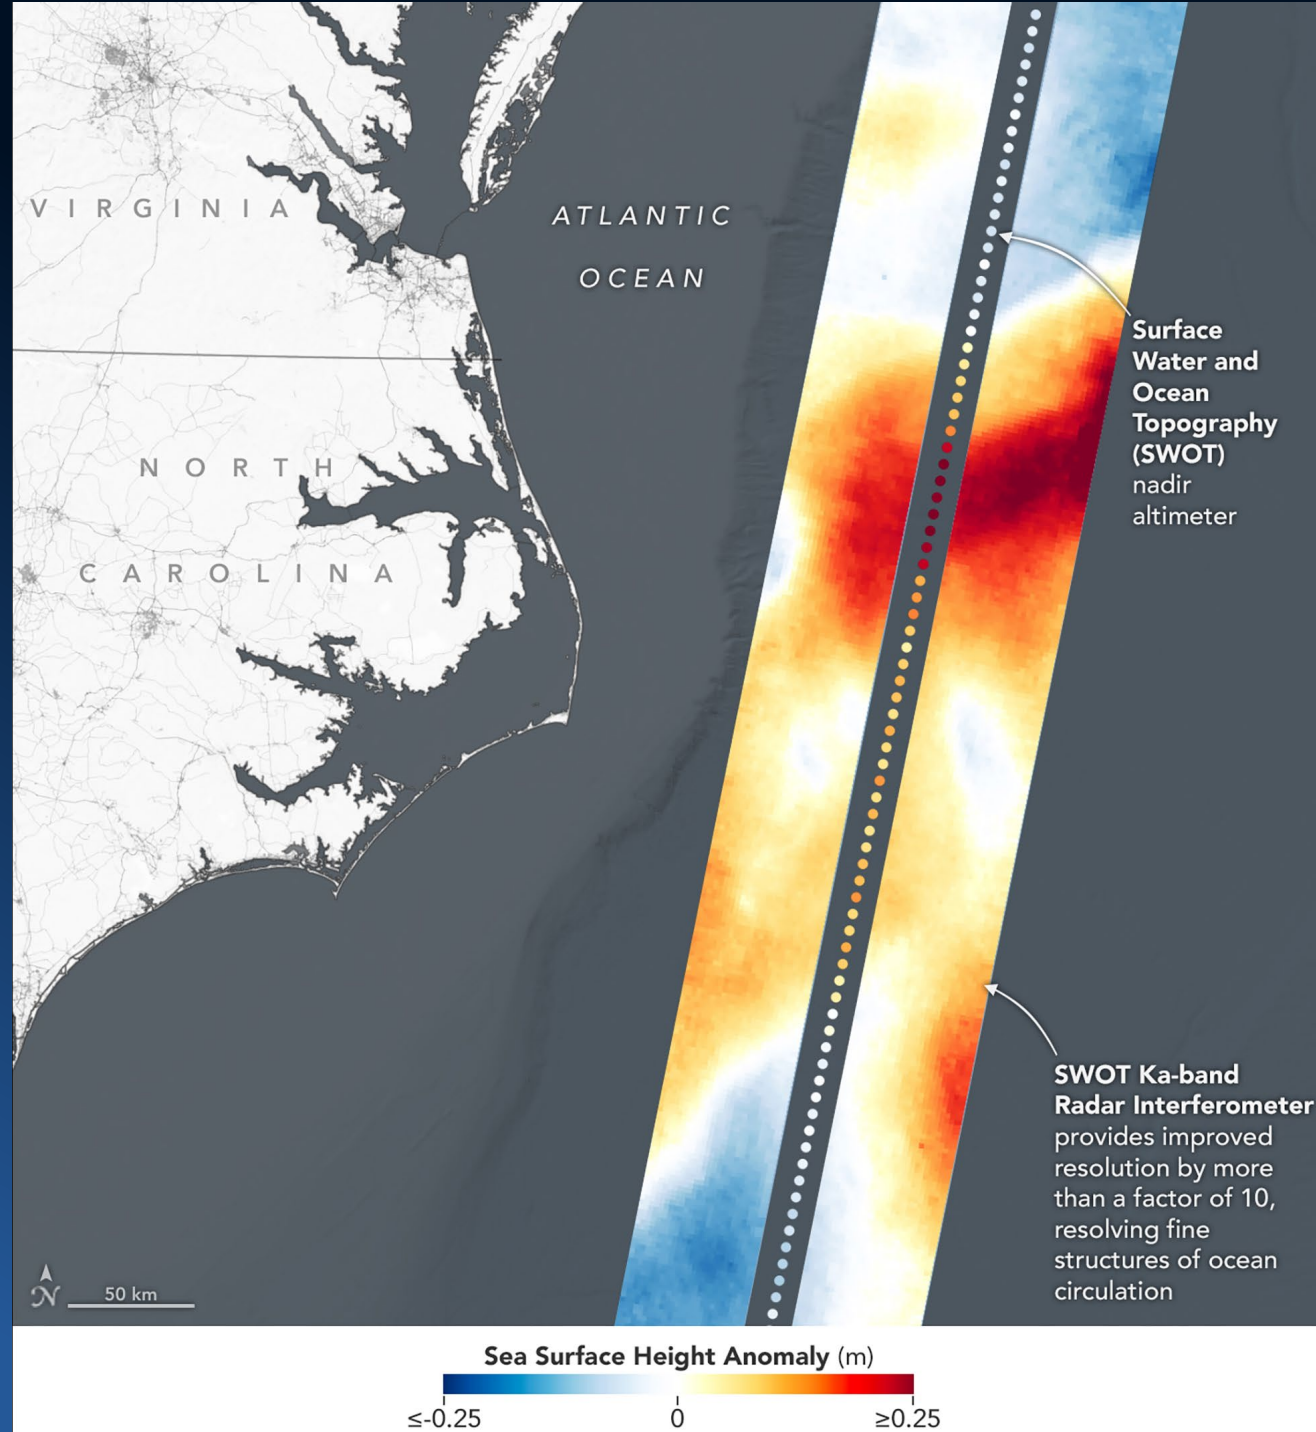 VIRGINIA
ATLANTIC
OCEAN
Surface
Water and
Ocean
Topography
(SWOT)
nadir
altimeter
NORTH
CAROLINA
SWOT Ka-band
Radar Interferometer
provides improved
resolution by more
than a factor of 10,
resolving fine
structures of ocean
circulation
N
50 km
Sea Surface Height Anomaly (m)
≤-0.25
0
≥0.25